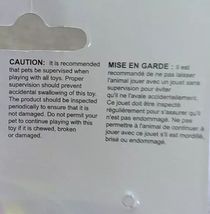 CAUTION: It is recommended
that pets be supervised when
playing with all toys. Proper
supervision should prevent
accidental swallowing of this toy.
The product should be inspected
periodically to ensure that it
is not damaged. Do not permit your
pet to continue playing with this
toy if it is chewed, broken
or damaged.
MISE EN GARDE : Il est
recommandé de ne pas laisser
l'animal jouer avec un jouet sans
supervision pour éviter
qu'il l'avale accidentellement.
Ce jouet doit être inspecté
régulièrement pour s'assurer qu'il
n'est pas endommagé. Ne pas
permettre à l'animal de continuer à
jouer avec ce jouet s'il est mordillé,
brisé ou endommagé.